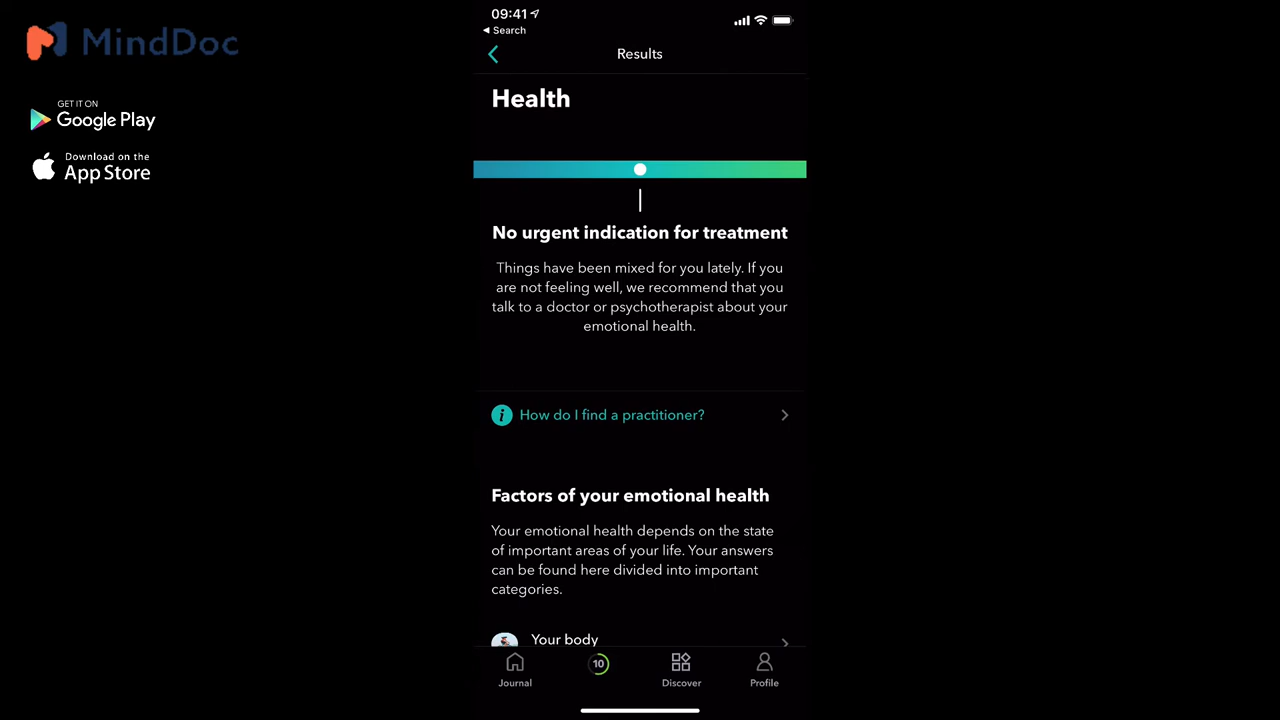 MindDoc
GET IT ON
Google Play
Download on the
App Store
09:41
Search
Results
Health
No urgent indication for treatment
Things have been mixed for you lately. If you
are not feeling well, we recommend that you
talk to a doctor or psychotherapist about your
emotional health.
How do I find a practitioner?
Factors of your emotional health
Your emotional health depends on the state
of important areas of your life. Your answers
can be found here divided into important
categories.
Your body
Journal
10
Discover
Profile